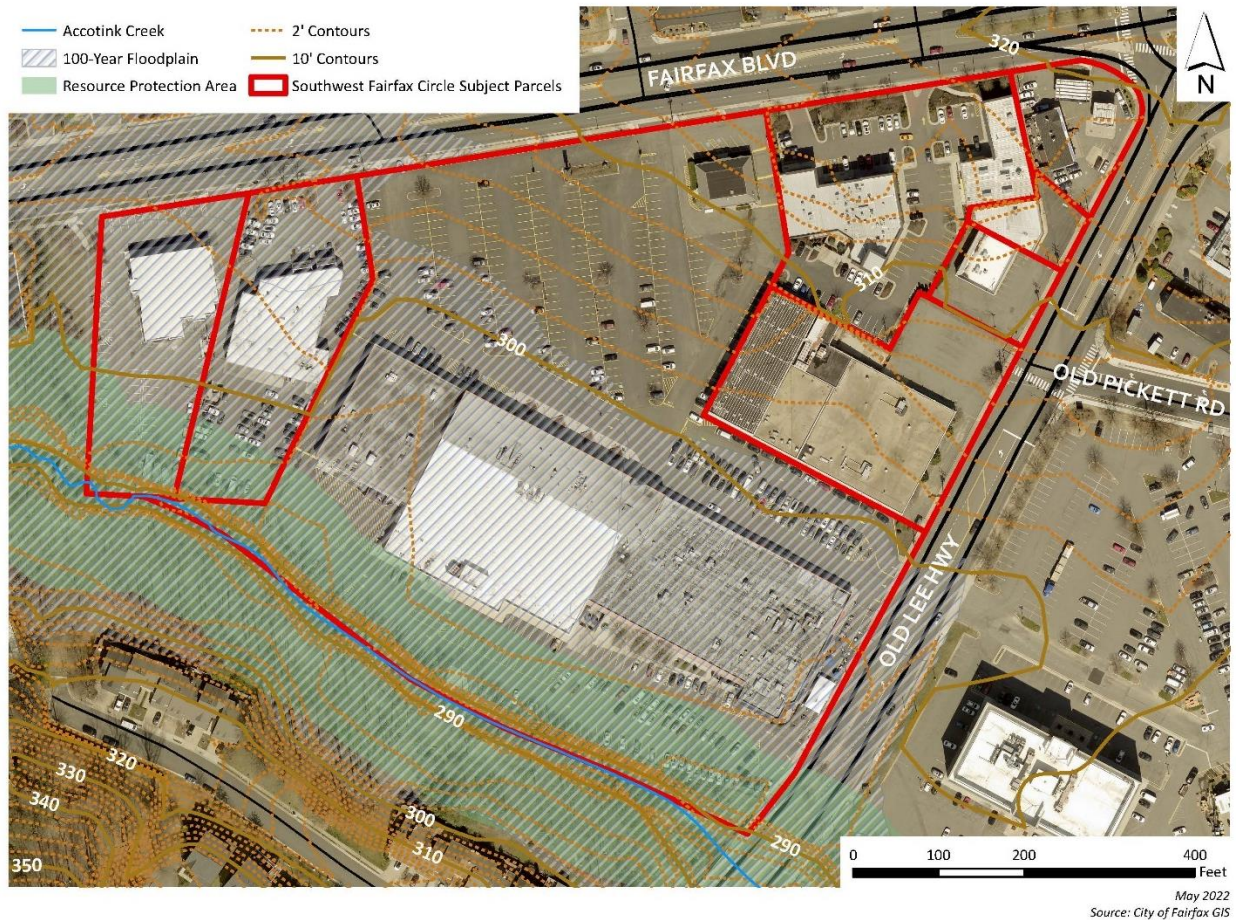 Accotink Creek
2' Contours
100-Year Floodplain
10' Contours
Resource Protection Area
Southwest Fairfax Circle Subject Parcels
N
320
FAIRFAX BLVD
310
300
OLD PICKETT RD
OLD LEE HWY
290
320
330
340
300
310
350
290
0 100 200 400
Feet
May 2022
Source: City of Fairfax GIS